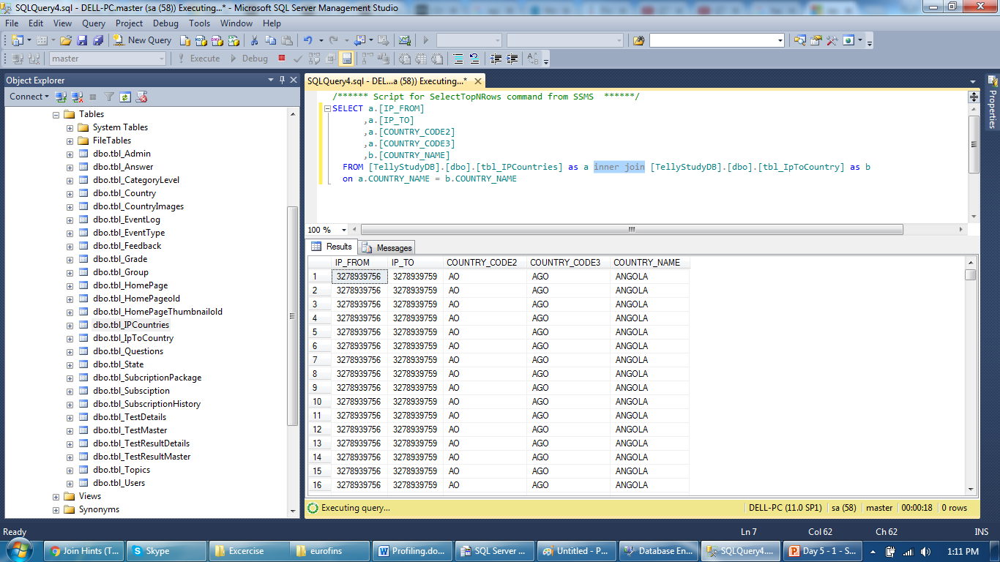 SQLQuery4.sql - DELL-PC.master (sa (58)) Executing...* - Microsoft SQL Server Management Studio
File Edit View Query Project Debug Tools Window Help
New Query
master Execute Debug
Object Explorer
Connect
Tables
System Tables
FileTables
dbo.tbl_Admin
dbo.tbl_Answer
dbo.tbl_CategoryLevel
dbo.tbl_Country
dbo.tbl_CountryImages
dbo.tbl_EventLog
dbo.tbl_EventType
dbo.tbl_Feedback
dbo.tbl_Grade
dbo.tbl_Group
dbo.tbl_HomePage
dbo.tbl_HomePageold
dbo.tbl_HomePageThumbnailold
dbo.tbl_IPCountries
dbo.tbl_IpToCountry
dbo.tbl_Questions
dbo.tbl_State
dbo.tbl_SubcriptionPackage
dbo.tbl_Subsciption
dbo.tbl_SubscriptionHistory
dbo.tbl_TestDetails
dbo.tbl_TestMaster
dbo.tbl_TestResultDetails
dbo.tbl_TestResultMaster
dbo.tbl_Topics
dbo.tbl_Users
Views
Synonyms
SQLQuery4.sql - DEL...a (58)) Executing...*
/****** Script for SelectTopNRows command from SSMS ******/
SELECT a.[IP_FROM]
,a.[IP_TO]
,a.[COUNTRY_CODE2]
,a.[COUNTRY_CODE3]
,b.[COUNTRY_NAME]
FROM [TellyStudyDB].[dbo].[tbl_IPCountries] as a inner join [TellyStudyDB].[dbo].[tbl_IpToCountry] as b
on a.COUNTRY_NAME = b.COUNTRY_NAME
100 %
Results Messages
IP_FROM IP_TO COUNTRY_CODE2 COUNTRY_CODE3 COUNTRY_NAME
1 3278939756 3278939759 AO AGO ANGOLA
2 3278939756 3278939759 AO AGO ANGOLA
3 3278939756 3278939759 AO AGO ANGOLA
4 3278939756 3278939759 AO AGO ANGOLA
5 3278939756 3278939759 AO AGO ANGOLA
6 3278939756 3278939759 AO AGO ANGOLA
7 3278939756 3278939759 AO AGO ANGOLA
8 3278939756 3278939759 AO AGO ANGOLA
9 3278939756 3278939759 AO AGO ANGOLA
10 3278939756 3278939759 AO AGO ANGOLA
11 3278939756 3278939759 AO AGO ANGOLA
12 3278939756 3278939759 AO AGO ANGOLA
13 3278939756 3278939759 AO AGO ANGOLA
14 3278939756 3278939759 AO AGO ANGOLA
15 3278939756 3278939759 AO AGO ANGOLA
16 3278939756 3278939759 AO AGO ANGOLA
Executing query... DELL-PC (11.0 SP1) sa (58) master 00:00:18 0 rows
Properties
Ready Ln 7 Col 62 Ch 62 INS
Join Hints (T... Skype Excercise eurofins Profiling.do... SQL Server ... Untitled - P... Database En... SQLQuery4.... Day 5 - 1 - S... 1:11 PM